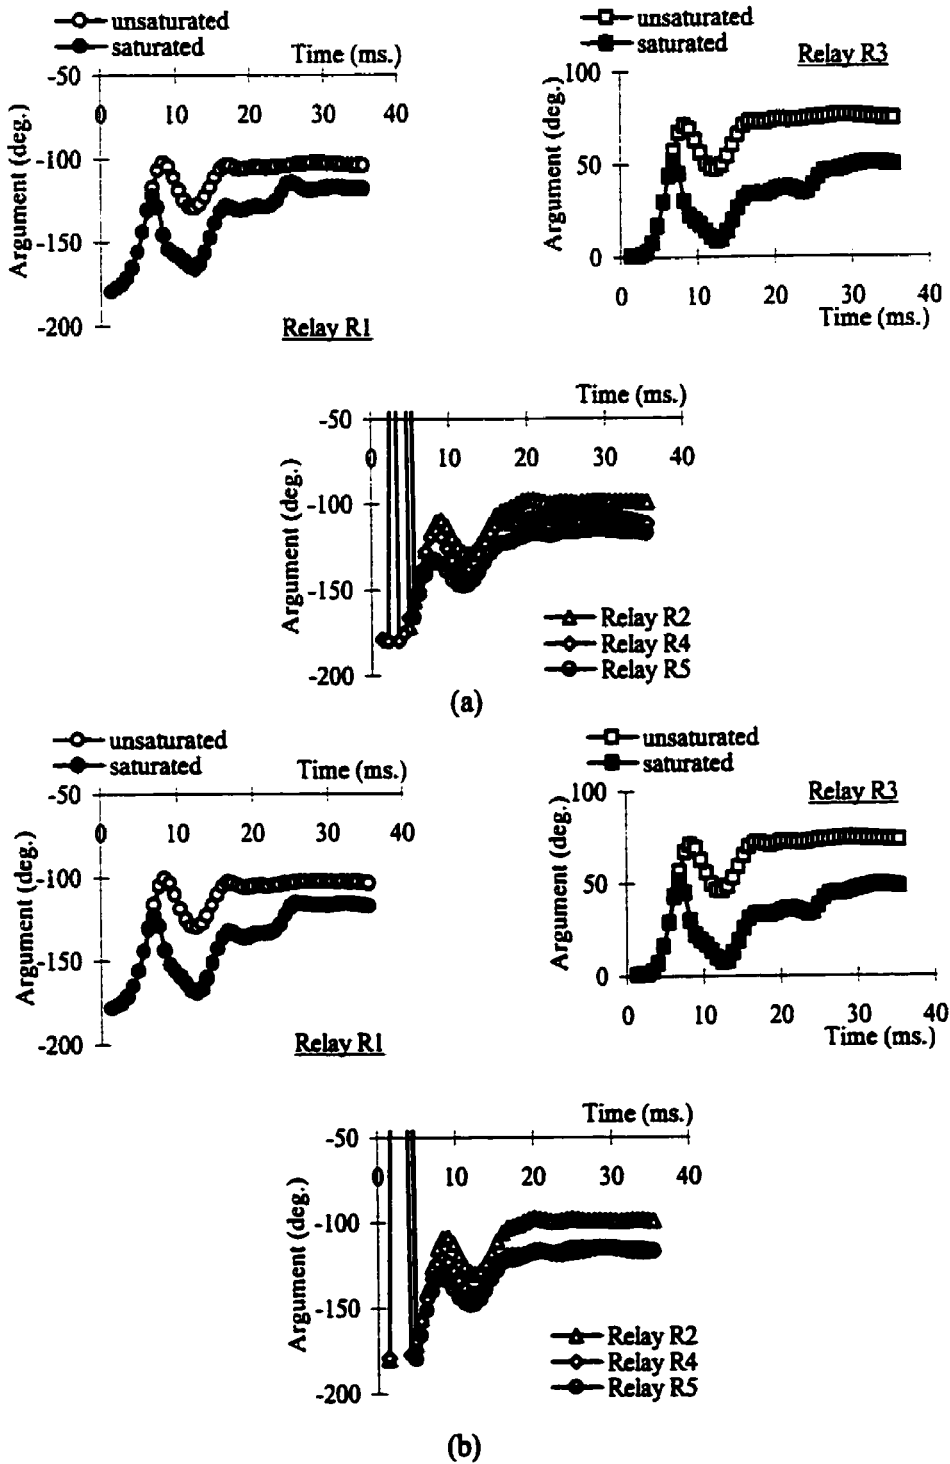 unsaturated
saturated
Time (ms.)
-50
0 10 20 30 40
-100
-150
-200
Argument (deg.)
Relay R1
unsaturated
saturated
Relay R3
100
50
0
0 10 20 30 40
Argument (deg.)
Time (ms.)
Time (ms.)
-50
0 10 20 30 40
-100
-150
-200
Argument (deg.)
Relay R2
Relay R4
Relay R5
(a)
unsaturated
saturated
Time (ms.)
-50
0 10 20 30 40
-100
-150
-200
Argument (deg.)
Relay R1
unsaturated
saturated
Relay R3
100
50
0
0 10 20 30 40
Argument (deg.)
Time (ms.)
Time (ms.)
-50
0 10 20 30 40
-100
-150
-200
Argument (deg.)
Relay R2
Relay R4
Relay R5
(b)